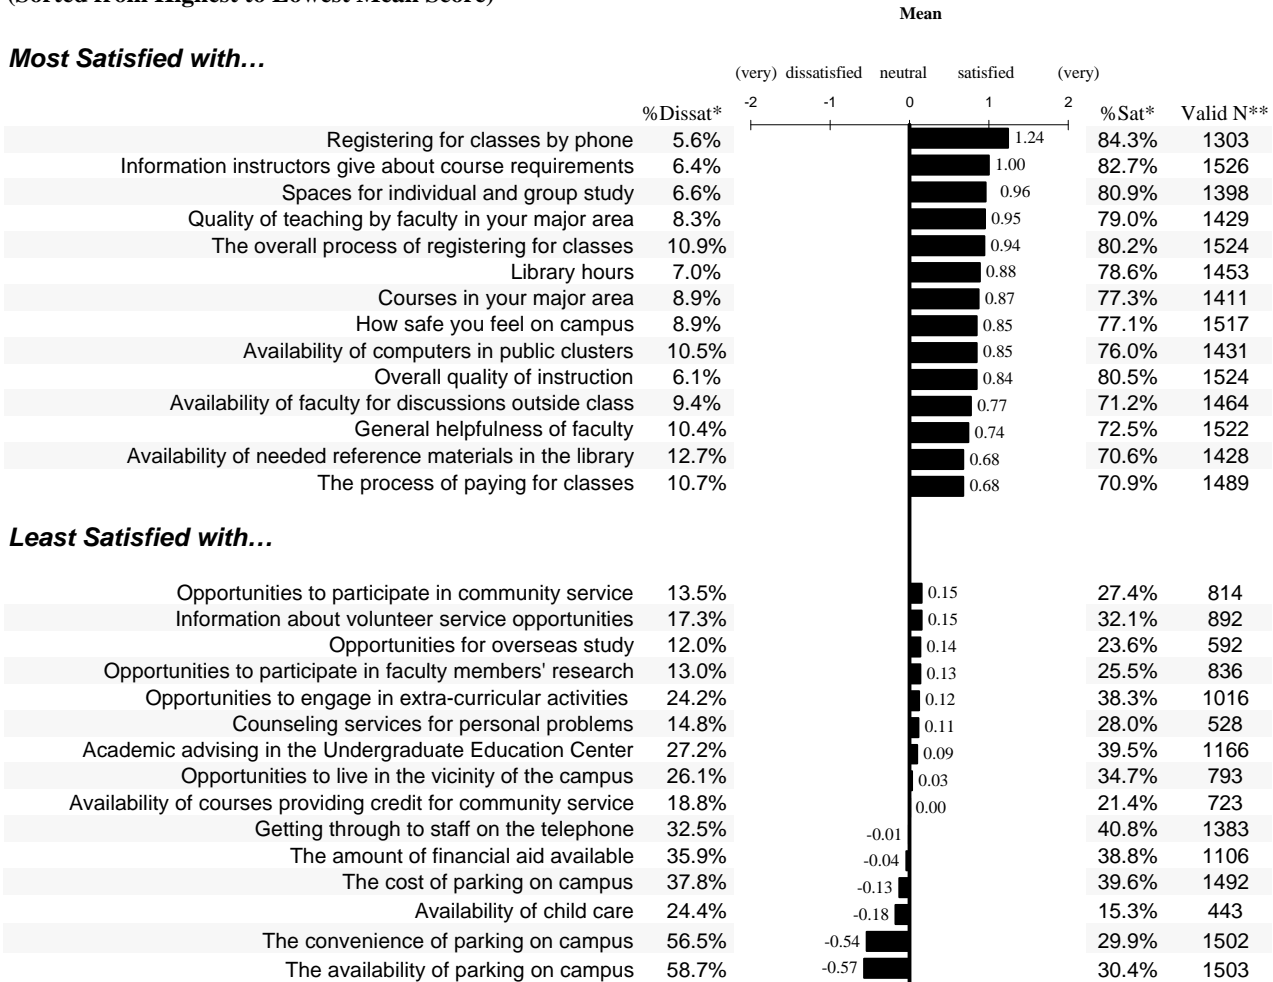 (Sorted from Highest to Lowest Mean Score)
Mean
Most Satisfied with…
(very) dissatisfied neutral satisfied (very)
-2 -1 0 1 2
%Dissat* %Sat* Valid N**
Registering for classes by phone 5.6% 1.24 84.3% 1303
Information instructors give about course requirements 6.4% 1.00 82.7% 1526
Spaces for individual and group study 6.6% 0.96 80.9% 1398
Quality of teaching by faculty in your major area 8.3% 0.95 79.0% 1429
The overall process of registering for classes 10.9% 0.94 80.2% 1524
Library hours 7.0% 0.88 78.6% 1453
Courses in your major area 8.9% 0.87 77.3% 1411
How safe you feel on campus 8.9% 0.85 77.1% 1517
Availability of computers in public clusters 10.5% 0.85 76.0% 1431
Overall quality of instruction 6.1% 0.84 80.5% 1524
Availability of faculty for discussions outside class 9.4% 0.77 71.2% 1464
General helpfulness of faculty 10.4% 0.74 72.5% 1522
Availability of needed reference materials in the library 12.7% 0.68 70.6% 1428
The process of paying for classes 10.7% 0.68 70.9% 1489
Least Satisfied with…
Opportunities to participate in community service 13.5% 0.15 27.4% 814
Information about volunteer service opportunities 17.3% 0.15 32.1% 892
Opportunities for overseas study 12.0% 0.14 23.6% 592
Opportunities to participate in faculty members' research 13.0% 0.13 25.5% 836
Opportunities to engage in extra-curricular activities 24.2% 0.12 38.3% 1016
Counseling services for personal problems 14.8% 0.11 28.0% 528
Academic advising in the Undergraduate Education Center 27.2% 0.09 39.5% 1166
Opportunities to live in the vicinity of the campus 26.1% 0.03 34.7% 793
Availability of courses providing credit for community service 18.8% 0.00 21.4% 723
Getting through to staff on the telephone 32.5% -0.01 40.8% 1383
The amount of financial aid available 35.9% -0.04 38.8% 1106
The cost of parking on campus 37.8% -0.13 39.6% 1492
Availability of child care 24.4% -0.18 15.3% 443
The convenience of parking on campus 56.5% -0.54 29.9% 1502
The availability of parking on campus 58.7% -0.57 30.4% 1503